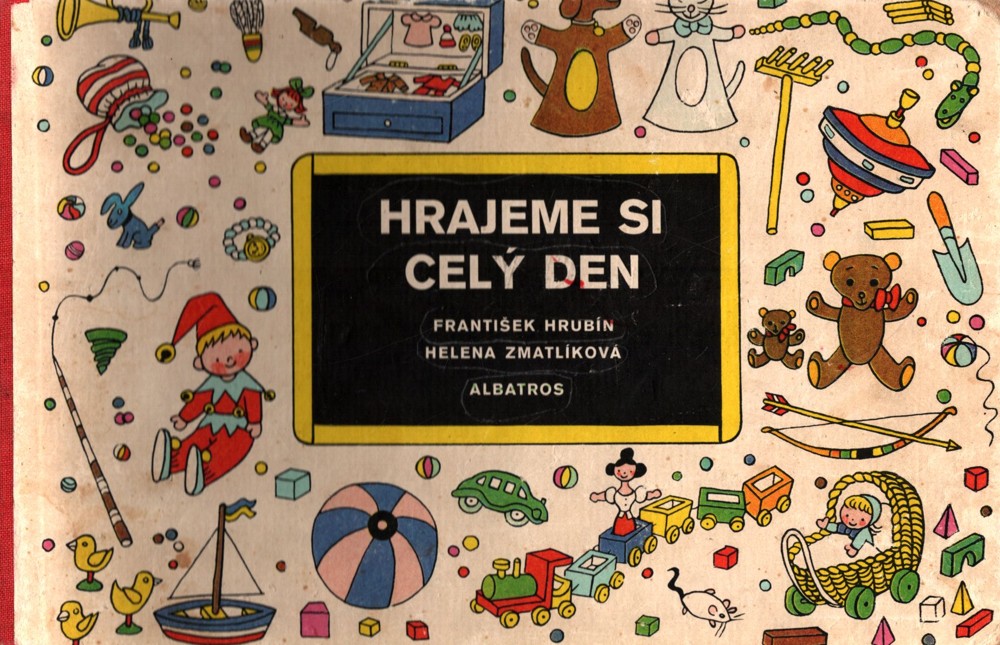 HRAJEME SI
CELÝ DEN
FRANTIŠEK HRUBÍN
HELENA ZMATLÍKOVÁ
ALBATROS